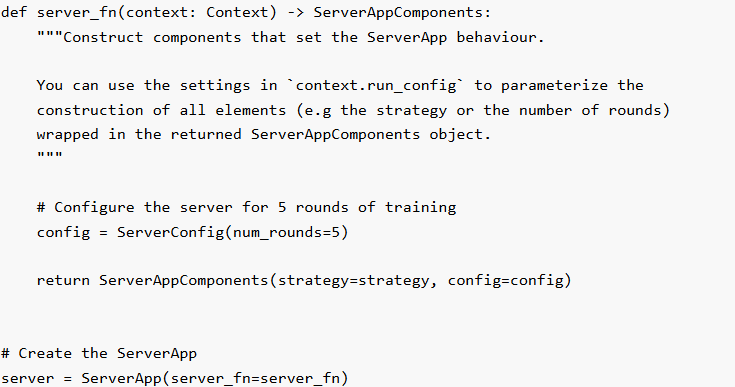 def server_fn(context: Context) -> ServerAppComponents:
    """Construct components that set the ServerApp behaviour.

    You can use the settings in `context.run_config` to parameterize the
    construction of all elements (e.g the strategy or the number of rounds)
    wrapped in the returned ServerAppComponents object.
    """

    # Configure the server for 5 rounds of training
    config = ServerConfig(num_rounds=5)

    return ServerAppComponents(strategy=strategy, config=config)


# Create the ServerApp
server = ServerApp(server_fn=server_fn)